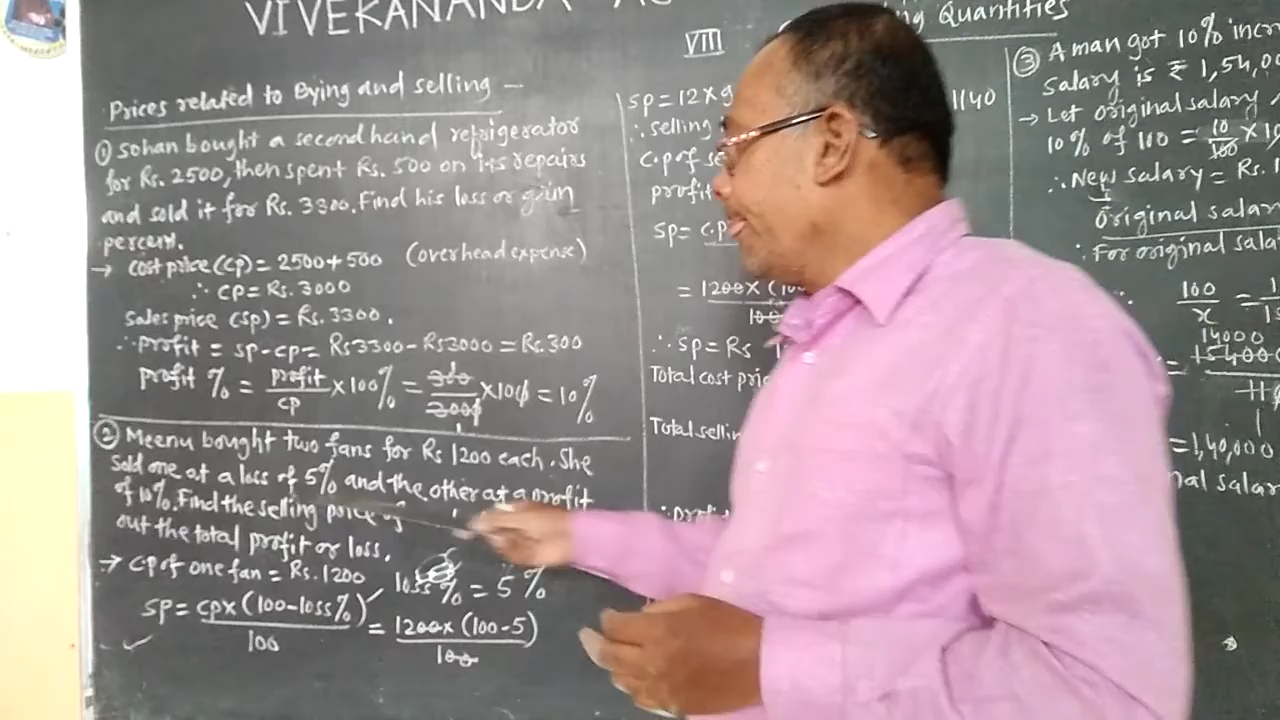 VIVEKANANDA
VIII
ng Quantities
Prices related to Bying and selling —
① Sohan bought a second hand refrigerator
for Rs. 2500, then spent Rs. 500 on its repairs
and sold it for Rs. 3300. Find his loss or gain
percent.
→ cost price (CP) = 2500 + 500 (overhead expense)
∴ CP = Rs. 3000
Sales price (SP) = Rs. 3300.
∴ profit = SP - CP = Rs 3300 - Rs 3000 = Rs. 300
profit % = profit/CP × 100% = 300/3000 × 100 = 10%
② Meenu bought two fans for Rs 1200 each. She
sold one at a loss of 5% and the other at a profit
of 10%. Find the selling price of
out the total profit or loss.
→ CP of one fan = Rs. 1200 loss % = 5%
SP = CP × (100 - loss%)/100 = 1200 × (100 - 5)/100
SP = 12 × 9 1140
∴ selling
C.P of se
profit
SP = C.P
= 1200 × (100/100
∴ SP = Rs
Total cost pric
Total sellin
∴ prof
③ A man got 10% incre
Salary is ₹ 1,54,00
→ Let original salary
10% of 100 = 10/100 × 10
∴ New salary = Rs.
Original salar
∴ For original sala
100/x = 1
14000
= 154000/110
1
= 1,40,000
nal salar